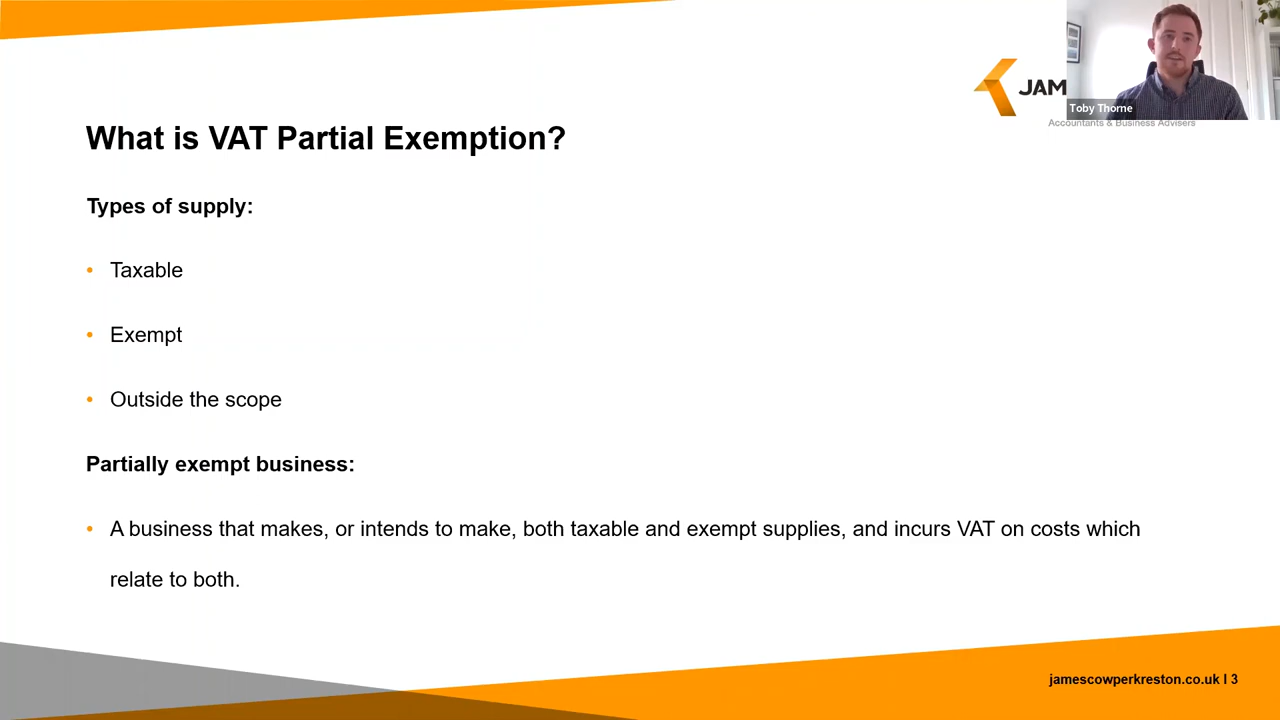 JAM
Toby Thorne
Accountants & Business Advisers
What is VAT Partial Exemption?
Types of supply:
• Taxable
• Exempt
• Outside the scope
Partially exempt business:
• A business that makes, or intends to make, both taxable and exempt supplies, and incurs VAT on costs which
relate to both.
jamescowperkreston.co.uk I 3